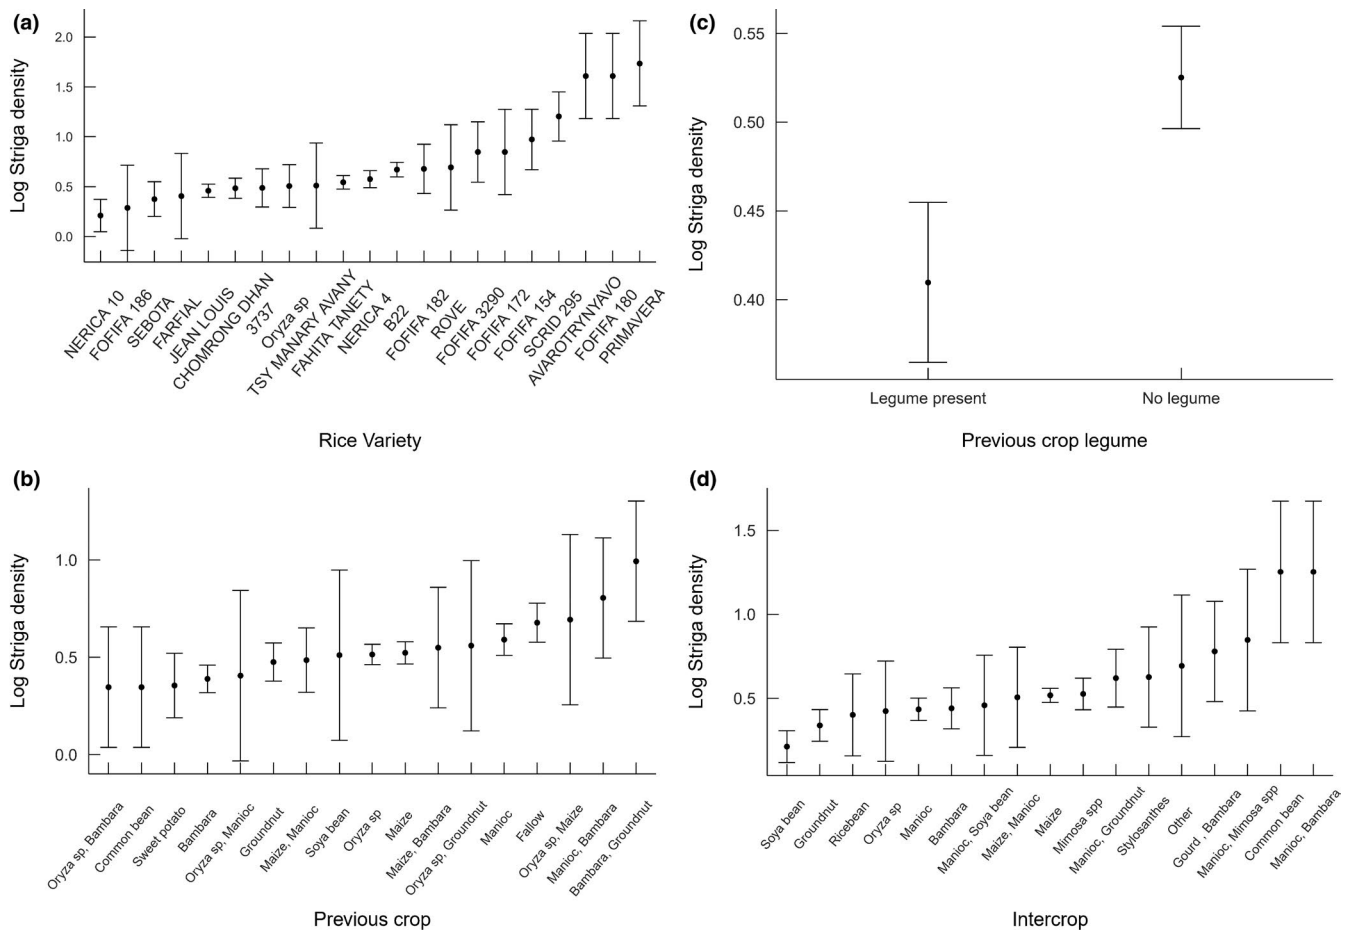 (a)
Log Striga density
2.0
1.5
1.0
0.5
0.0
NERICA 10
FOFIFA 186
SEBOTA
FARFIAL
JEAN LOUIS
CHOMRONG DHAN
3737
Oryza sp
TSY MANARY AVANY
FAHITA TANETY
NERICA 4
B22
FOFIFA 182
ROVE
FOFIFA 3290
FOFIFA 172
FOFIFA 154
SCRID 295
AVAROTRYNYAVO
FOFIFA 180
PRIMAVERA
Rice Variety
(c)
Log Striga density
0.55
0.50
0.45
0.40
Legume present
No legume
Previous crop legume
(b)
Log Striga density
1.0
0.5
0.0
Oryza sp, Bambara
Common bean
Sweet potato
Bambara
Oryza sp, Manioc
Groundnut
Maize, Manioc
Soya bean
Oryza sp
Maize
Maize, Bambara
Oryza sp, Groundnut
Manioc
Fallow
Oryza sp, Maize
Manioc, Bambara
Bambara, Groundnut
Previous crop
(d)
Log Striga density
1.5
1.0
0.5
Soya bean
Groundnut
Ricebean
Oryza sp
Manioc
Bambara
Manioc, Soya bean
Maize, Manioc
Maize
Mimosa spp
Manioc, Groundnut
Stylosanthes
Other
Gourd , Bambara
Manioc, Mimosa spp
Common bean
Manioc, Bambara
Intercrop